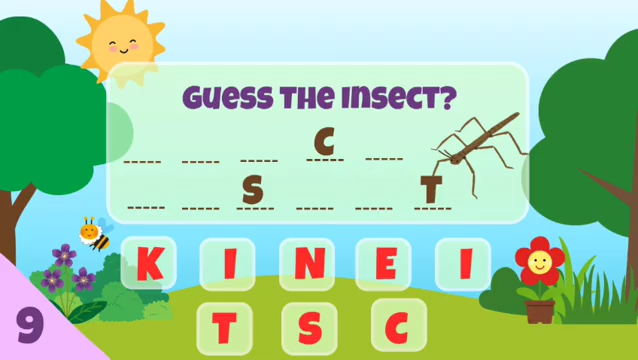 Guess the Insect?
_ _ _ C _
_ _ S _ _ T
K I N E I
T S C
9